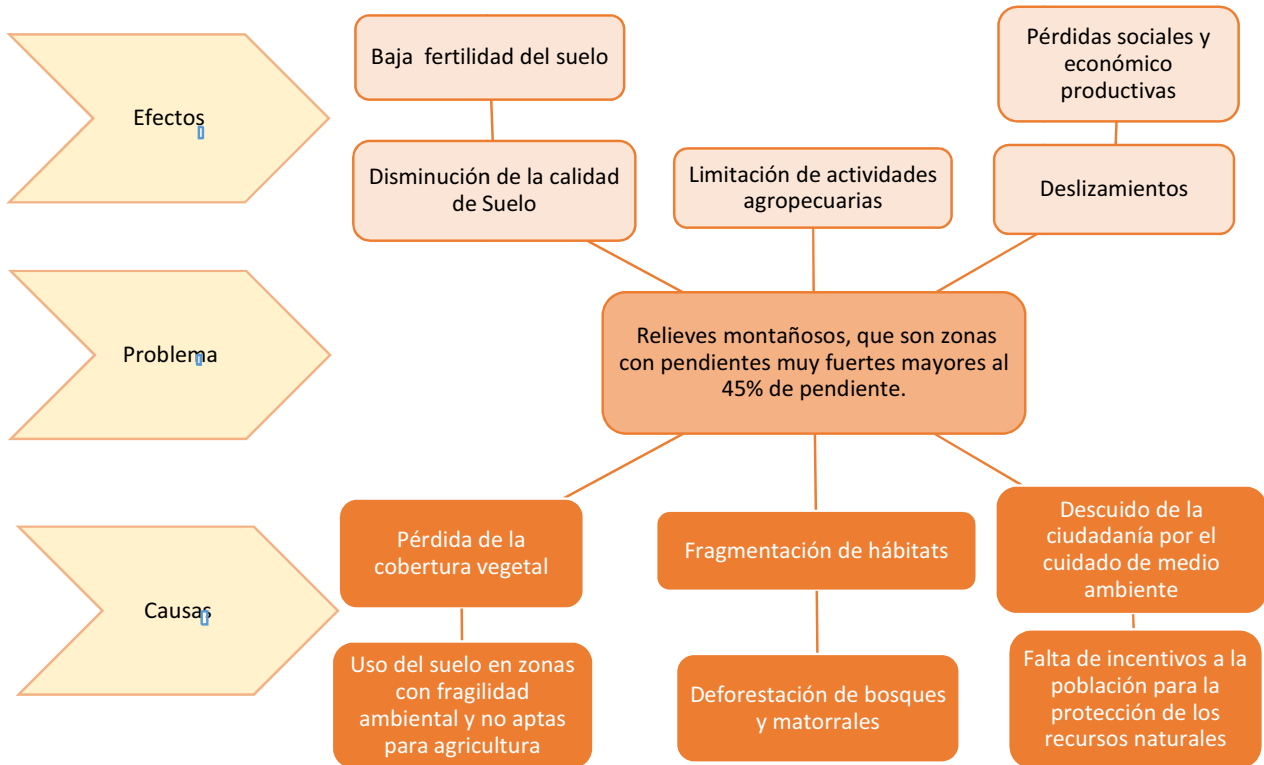 Efectos
Baja fertilidad del suelo
Pérdidas sociales y
económico
productivas
Disminución de la calidad
de Suelo
Limitación de actividades
agropecuarias
Deslizamientos
Problema
Relieves montañosos, que son zonas
con pendientes muy fuertes mayores al
45% de pendiente.
Causas
Pérdida de la
cobertura vegetal
Fragmentación de hábitats
Descuido de la
ciudadanía por el
cuidado de medio
ambiente
Uso del suelo en zonas
con fragilidad
ambiental y no aptas
para agricultura
Deforestación de bosques
y matorrales
Falta de incentivos a la
población para la
protección de los
recursos naturales